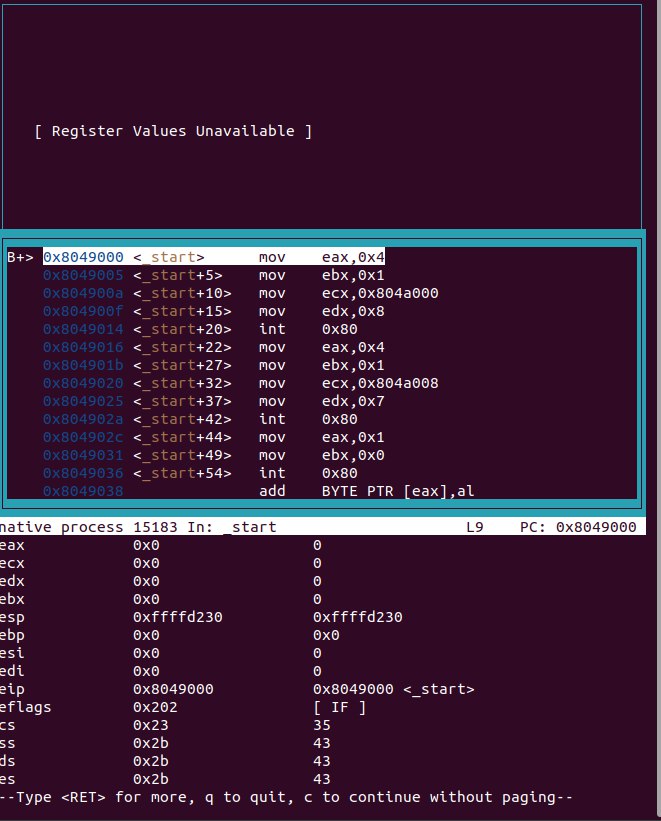 [ Register Values Unavailable ]
B+> 0x8049000 <_start> mov eax,0x4
0x8049005 <_start+5> mov ebx,0x1
0x804900a <_start+10> mov ecx,0x804a000
0x804900f <_start+15> mov edx,0x8
0x8049014 <_start+20> int 0x80
0x8049016 <_start+22> mov eax,0x4
0x804901b <_start+27> mov ebx,0x1
0x8049020 <_start+32> mov ecx,0x804a008
0x8049025 <_start+37> mov edx,0x7
0x804902a <_start+42> int 0x80
0x804902c <_start+44> mov eax,0x1
0x8049031 <_start+49> mov ebx,0x0
0x8049036 <_start+54> int 0x80
0x8049038 add BYTE PTR [eax],al
native process 15183 In: _start L9 PC: 0x8049000
eax 0x0 0
ecx 0x0 0
edx 0x0 0
ebx 0x0 0
esp 0xffffd230 0xffffd230
ebp 0x0 0x0
esi 0x0 0
edi 0x0 0
eip 0x8049000 0x8049000 <_start>
eflags 0x202 [ IF ]
cs 0x23 35
ss 0x2b 43
ds 0x2b 43
es 0x2b 43
--Type <RET> for more, q to quit, c to continue without paging--